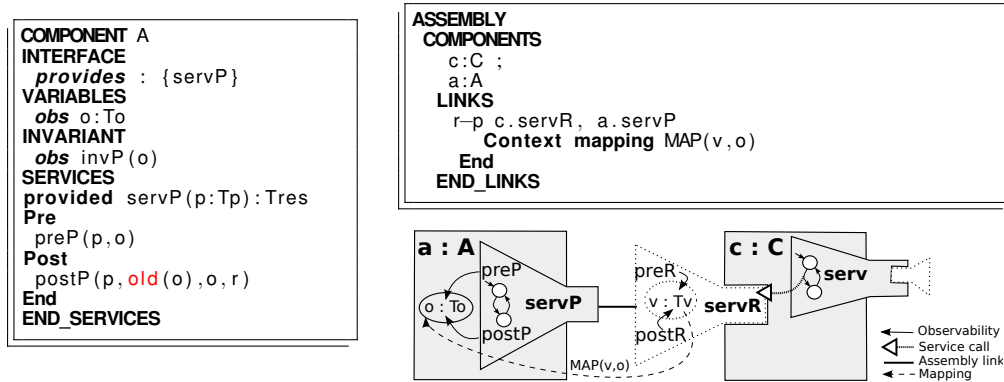 COMPONENT A
INTERFACE
provides : {servP}
VARIABLES
obs o:To
INVARIANT
obs invP(o)
SERVICES
provided servP(p:Tp):Tres
Pre
preP(p,o)
Post
postP(p,old(o),o,r)
End
END_SERVICES
ASSEMBLY
COMPONENTS
c:C ;
a:A
LINKS
r–p c.servR, a.servP
Context mapping MAP(v,o)
End
END_LINKS
a : A
preP
o : To
servP
postP
preR
v : Tv
servR
postR
MAP(v,o)
c : C
serv
Observability
Service call
Assembly link
Mapping